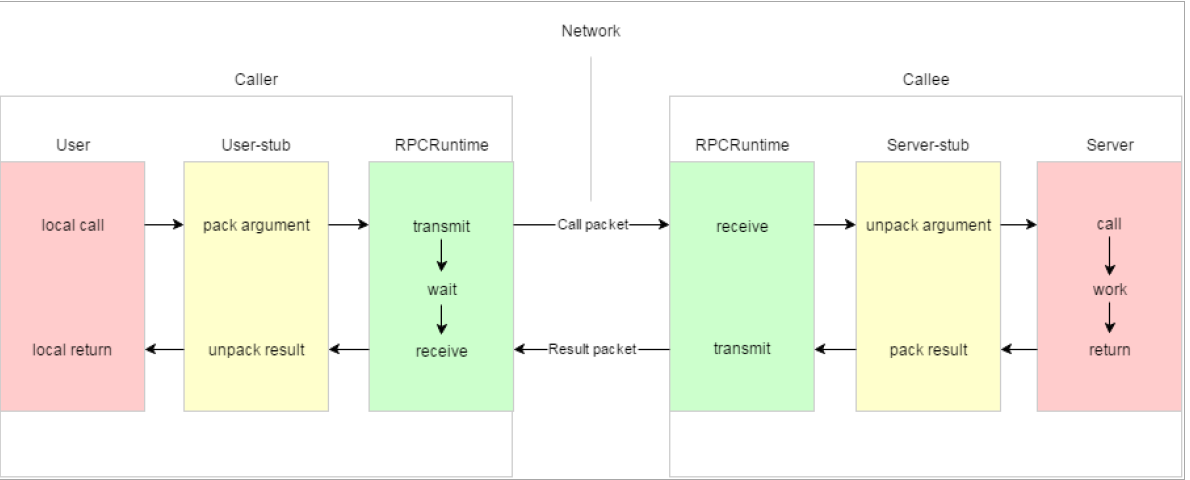 Network
Caller
Callee
User
User-stub
RPCRuntime
RPCRuntime
Server-stub
Server
local call
pack argument
transmit
Call packet
receive
unpack argument
call
wait
work
local return
unpack result
receive
Result packet
transmit
pack result
return